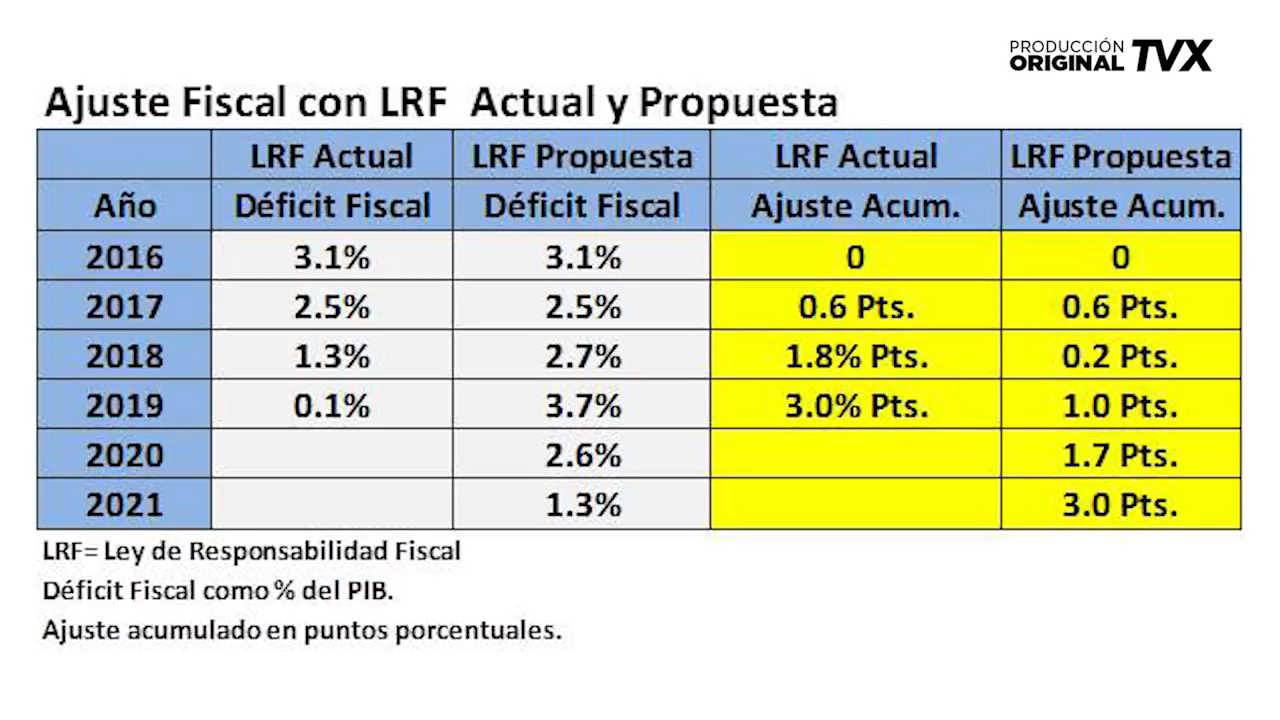 PRODUCCIÓN
ORIGINAL TVX
Ajuste Fiscal con LRF Actual y Propuesta
LRF Actual LRF Propuesta LRF Actual LRF Propuesta
Año Déficit Fiscal Déficit Fiscal Ajuste Acum. Ajuste Acum.
2016 3.1% 3.1% 0 0
2017 2.5% 2.5% 0.6 Pts. 0.6 Pts.
2018 1.3% 2.7% 1.8% Pts. 0.2 Pts.
2019 0.1% 3.7% 3.0% Pts. 1.0 Pts.
2020 2.6% 1.7 Pts.
2021 1.3% 3.0 Pts.
LRF= Ley de Responsabilidad Fiscal
Déficit Fiscal como % del PIB.
Ajuste acumulado en puntos porcentuales.